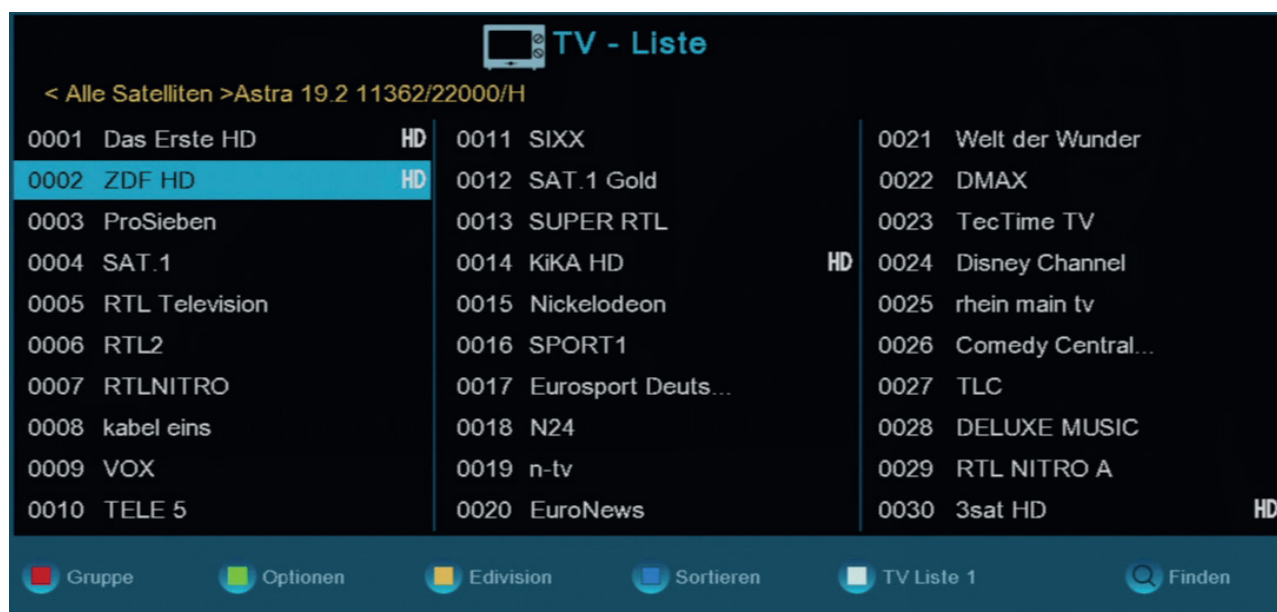 TV - Liste
< Alle Satelliten >Astra 19.2 11362/22000/H
0001 Das Erste HD HD
0002 ZDF HD HD
0003 ProSieben
0004 SAT.1
0005 RTL Television
0006 RTL2
0007 RTLNITRO
0008 kabel eins
0009 VOX
0010 TELE 5
0011 SIXX
0012 SAT.1 Gold
0013 SUPER RTL
0014 KiKA HD HD
0015 Nickelodeon
0016 SPORT1
0017 Eurosport Deuts...
0018 N24
0019 n-tv
0020 EuroNews
0021 Welt der Wunder
0022 DMAX
0023 TecTime TV
0024 Disney Channel
0025 rhein main tv
0026 Comedy Central...
0027 TLC
0028 DELUXE MUSIC
0029 RTL NITRO A
0030 3sat HD HD
Gruppe Optionen Edivision Sortieren TV Liste 1 Finden